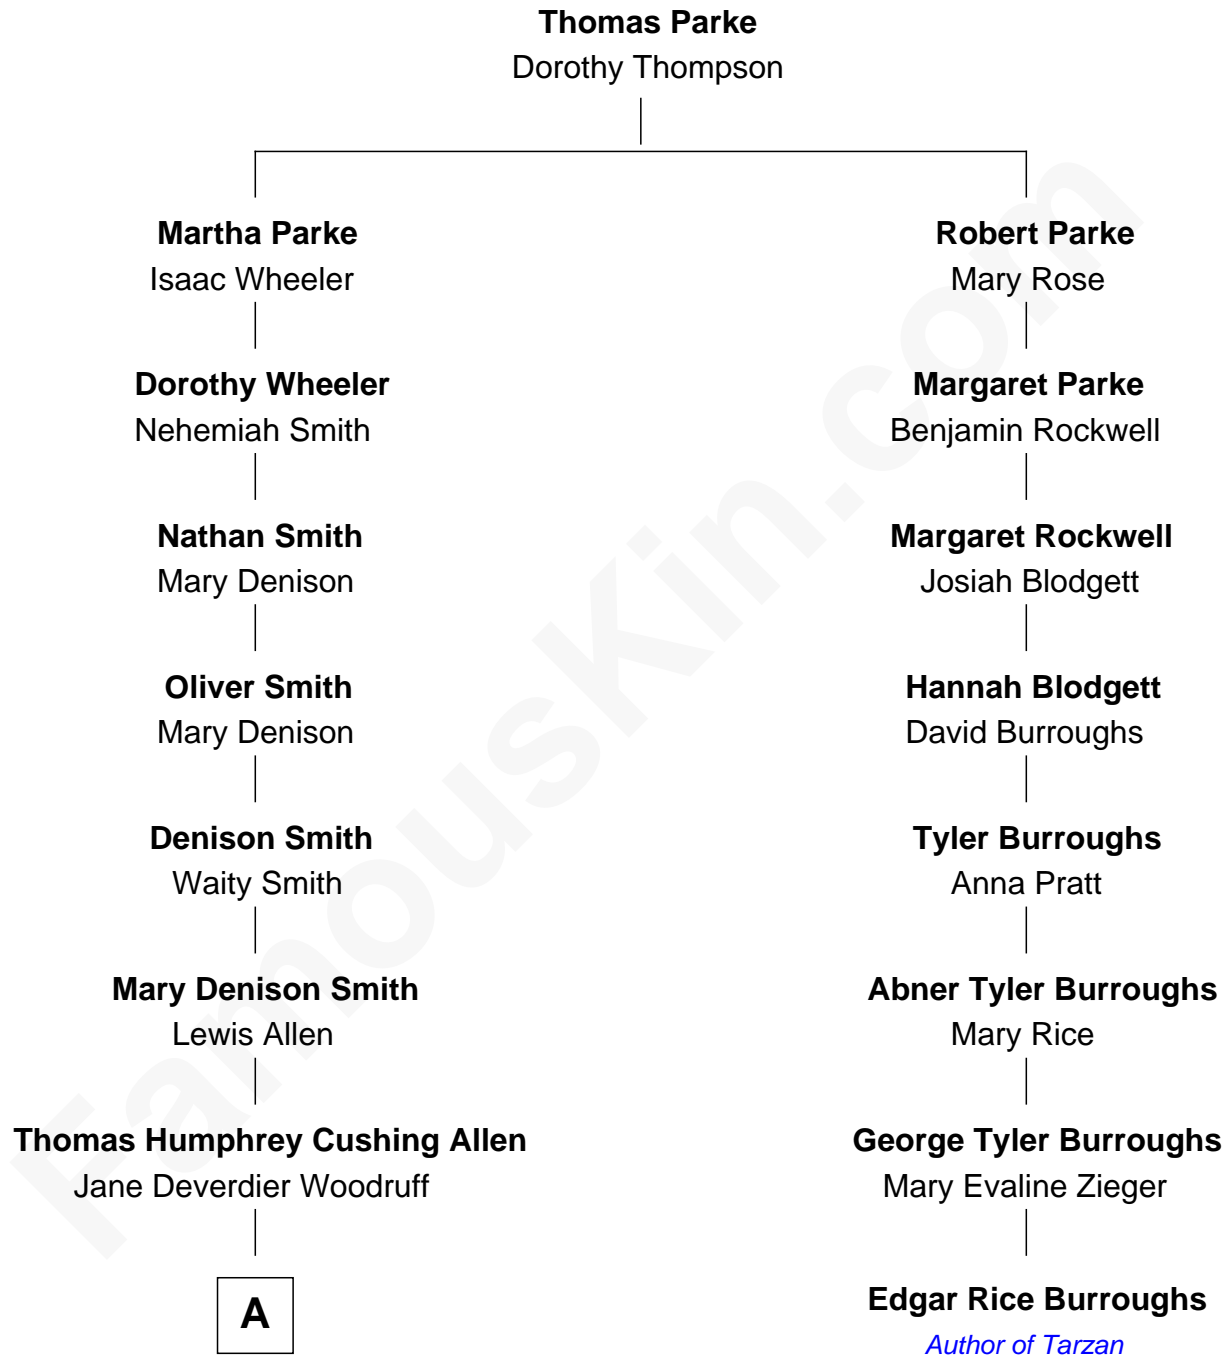 Thomas Parke
Dorothy Thompson
Martha Parke
Isaac Wheeler
Dorothy Wheeler
Nehemiah Smith
Nathan Smith
Mary Denison
Oliver Smith
Mary Denison
Denison Smith
Waity Smith
Mary Denison Smith
Lewis Allen
Thomas Humphrey Cushing Allen
Jane Deverdier Woodruff
A
Robert Parke
Mary Rose
Margaret Parke
Benjamin Rockwell
Margaret Rockwell
Josiah Blodgett
Hannah Blodgett
David Burroughs
Tyler Burroughs
Anna Pratt
Abner Tyler Burroughs
Mary Rice
George Tyler Burroughs
Mary Evaline Zieger
Edgar Rice Burroughs
Author of Tarzan
FamousKin.com